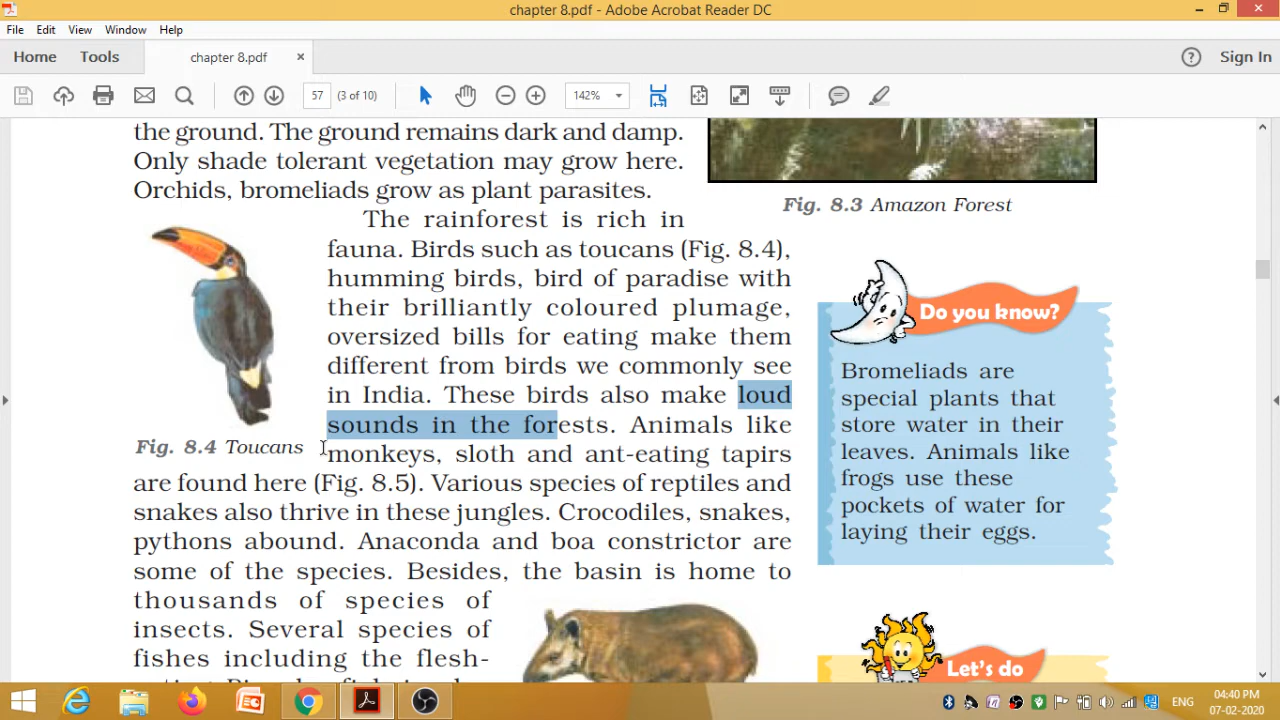 chapter 8.pdf - Adobe Acrobat Reader DC
File Edit View Window Help
Home Tools chapter 8.pdf × Sign In
57 (3 of 10) 142%
the ground. The ground remains dark and damp.
Only shade tolerant vegetation may grow here.
Orchids, bromeliads grow as plant parasites.
Fig. 8.3 Amazon Forest
The rainforest is rich in
fauna. Birds such as toucans (Fig. 8.4),
humming birds, bird of paradise with
their brilliantly coloured plumage,
oversized bills for eating make them
different from birds we commonly see
in India. These birds also make loud
sounds in the forests. Animals like
Fig. 8.4 Toucans
monkeys, sloth and ant-eating tapirs
are found here (Fig. 8.5). Various species of reptiles and
snakes also thrive in these jungles. Crocodiles, snakes,
pythons abound. Anaconda and boa constrictor are
some of the species. Besides, the basin is home to
thousands of species of
insects. Several species of
fishes including the flesh-
Do you know?
Bromeliads are
special plants that
store water in their
leaves. Animals like
frogs use these
pockets of water for
laying their eggs.
Let's do
ENG
04:40 PM
07-02-2020